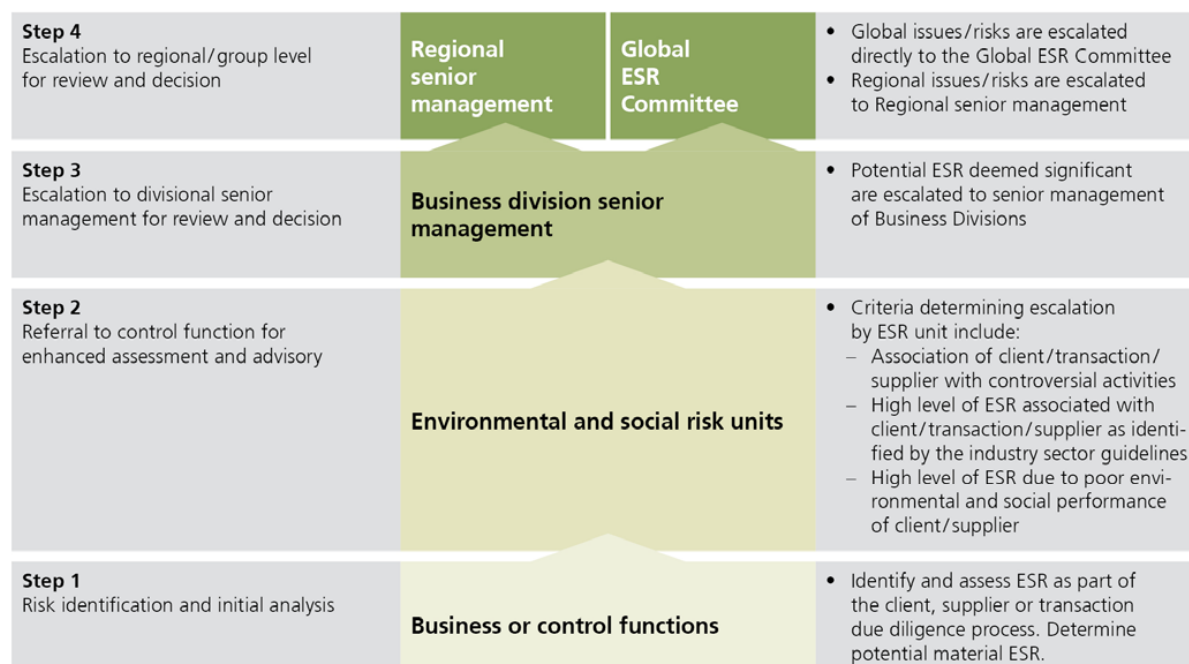 Step 4
Escalation to regional/group level
for review and decision
Regional
senior
management
Global
ESR
Committee
• Global issues/risks are escalated
directly to the Global ESR Committee
• Regional issues/risks are escalated
to Regional senior management
Step 3
Escalation to divisional senior
management for review and decision
Business division senior
management
• Potential ESR deemed significant
are escalated to senior management
of Business Divisions
Step 2
Referral to control function for
enhanced assessment and advisory
Environmental and social risk units
• Criteria determining escalation
by ESR unit include:
– Association of client/transaction/
supplier with controversial activities
– High level of ESR associated with
client/transaction/supplier as identi-
fied by the industry sector guidelines
– High level of ESR due to poor envi-
ronmental and social performance
of client/supplier
Step 1
Risk identification and initial analysis
Business or control functions
• Identify and assess ESR as part of
the client, supplier or transaction
due diligence process. Determine
potential material ESR.